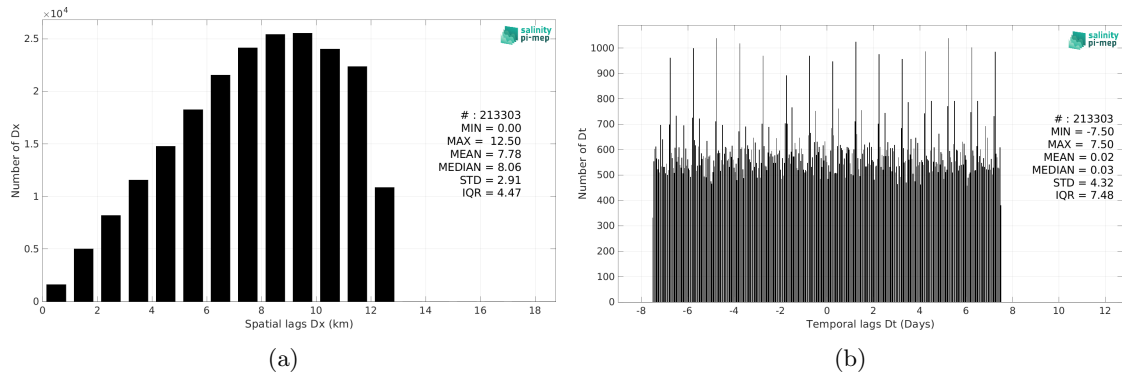 ×10⁴
2.5
2
1.5
1
0.5
0
0 2 4 6 8 10 12 14 16 18
Number of Dx
Spatial lags Dx (km)
salinity
pi-mep
# : 213303
MIN = 0.00
MAX = 12.50
MEAN = 7.78
MEDIAN = 8.06
STD = 2.91
IQR = 4.47
(a)
1000
900
800
700
600
500
400
300
200
100
0
-8 -6 -4 -2 0 2 4 6 8 10 12
Number of Dt
Temporal lags Dt (Days)
salinity
pi-mep
# : 213303
MIN = -7.50
MAX = 7.50
MEAN = 0.02
MEDIAN = 0.03
STD = 4.32
IQR = 7.48
(b)